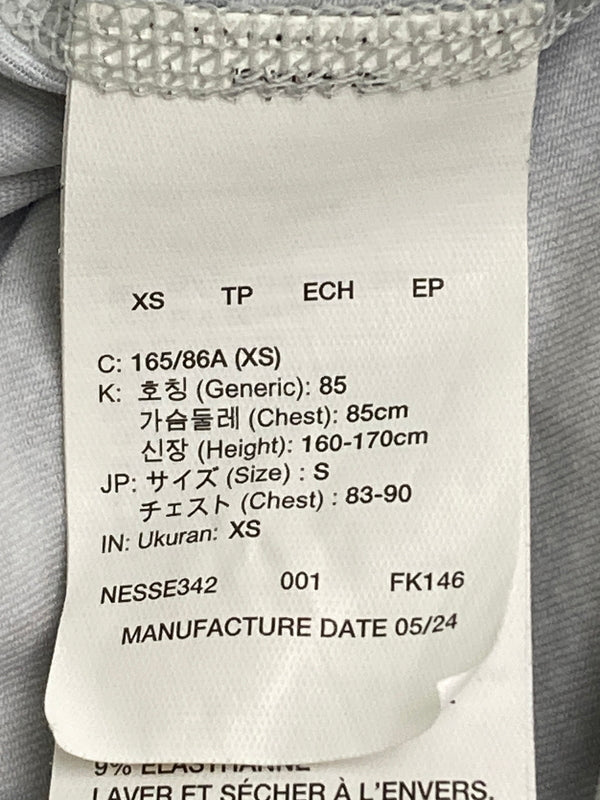 XS TP ECH EP
C: 165/86A (XS)
K: 호칭 (Generic): 85
가슴둘레 (Chest): 85cm
신장 (Height): 160-170cm
JP: サイズ (Size) : S
チェスト (Chest) : 83-90
IN: Ukuran: XS
NESSE342 001 FK146
MANUFACTURE DATE 05/24
9% ELASTHANNE
LAVER ET SÉCHER À L'ENVERS.